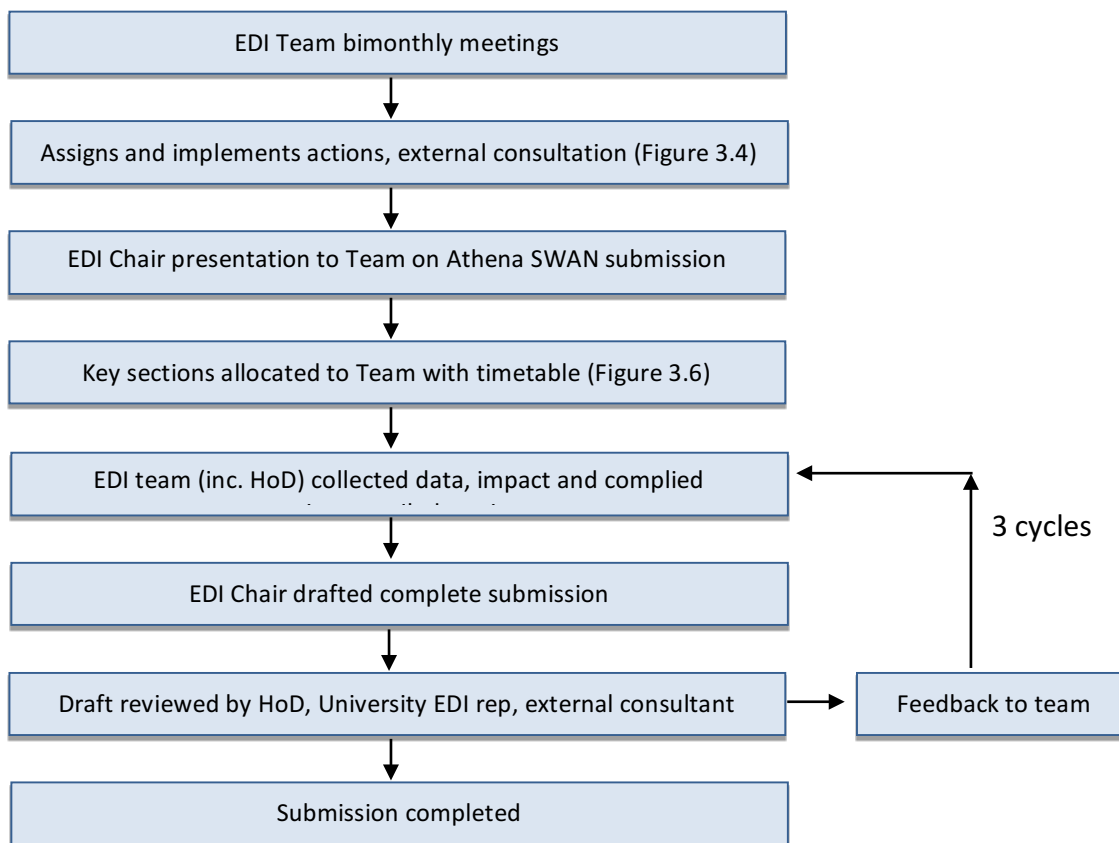 EDI Team bimonthly meetings
Assigns and implements actions, external consultation (Figure 3.4)
EDI Chair presentation to Team on Athena SWAN submission
Key sections allocated to Team with timetable (Figure 3.6)
EDI team (inc. HoD) collected data, impact and complied
3 cycles
EDI Chair drafted complete submission
Draft reviewed by HoD, University EDI rep, external consultant
Feedback to team
Submission completed